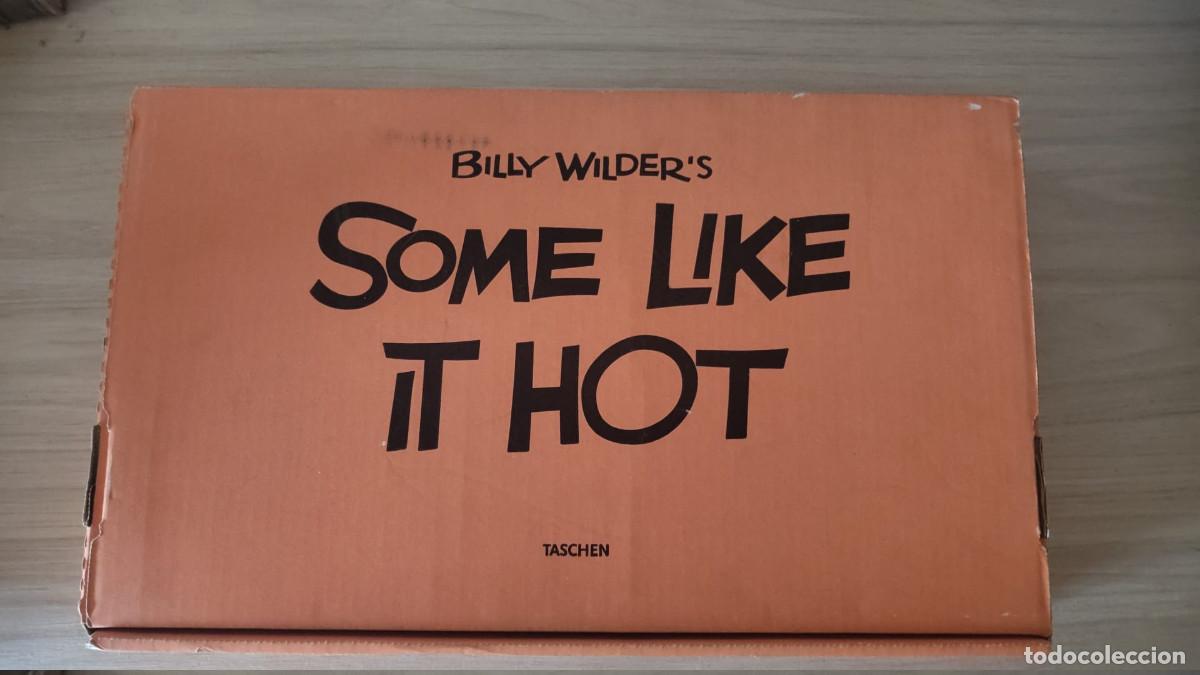 BILLY WILDER'S
SOME LIKE
IT HOT
TASCHEN
todocoleccion